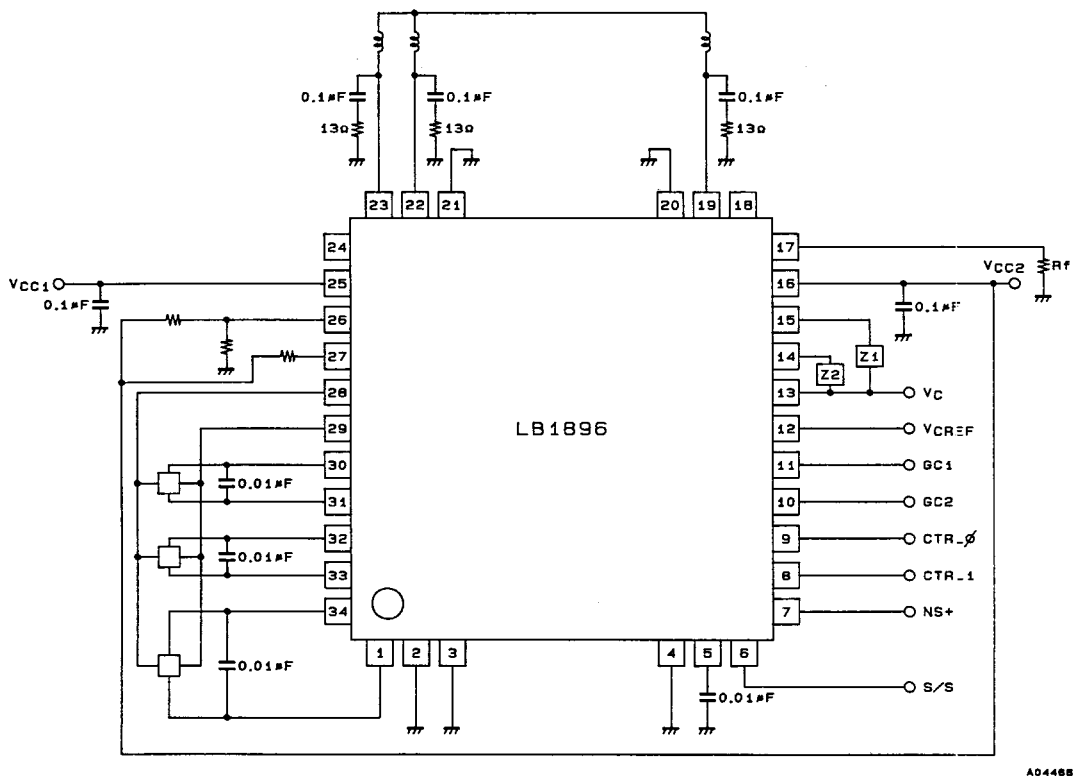 0.1µF
0.1µF
0.1µF
13Ω
13Ω
13Ω
23
22
21
20
19
18
24
17
Rf
VCC1
25
16
VCC2
0.1µF
0.1µF
26
15
27
14
Z2
Z1
28
13
VC
LB1896
29
12
VCREF
30
11
GC1
0.01µF
31
10
GC2
32
9
CTR_Ø
0.01µF
33
8
CTR_1
34
7
NS+
0.01µF
1
2
3
4
5
6
0.01µF
S/S